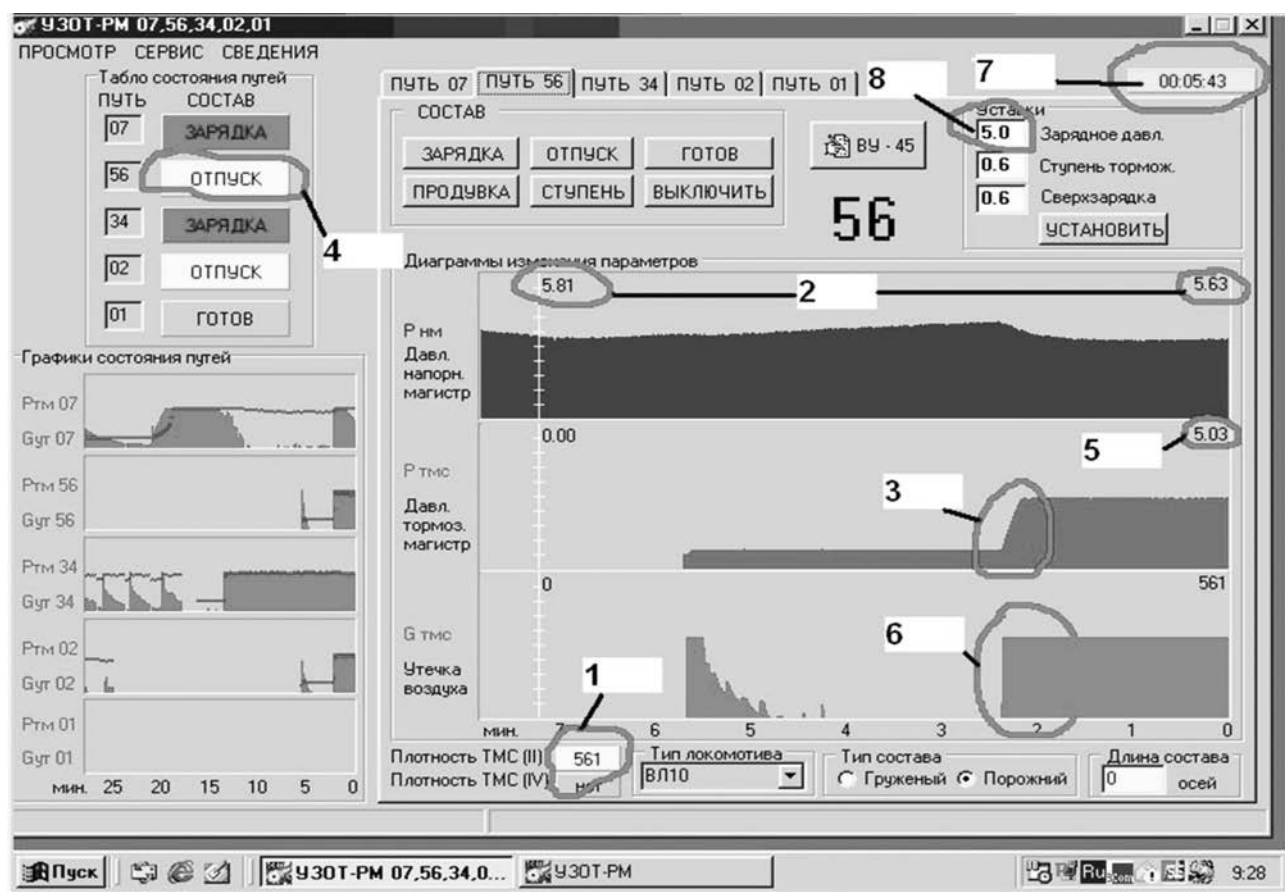 УЗОТ-РМ 07,56,34,02,01
ПРОСМОТР СЕРВИС СВЕДЕНИЯ
Табло состояния путей
ПУТЬ СОСТАВ
07 ЗАРЯДКА
56 ОТПУСК
34 ЗАРЯДКА
02 ОТПУСК
01 ГОТОВ
4
ПУТЬ 07 ПУТЬ 56 ПУТЬ 34 ПУТЬ 02 ПУТЬ 01
8
7
00:05:43
СОСТАВ
ЗАРЯДКА ОТПУСК ГОТОВ
ПРОДУВКА СТУПЕНЬ ВЫКЛЮЧИТЬ
ВУ - 45
56
Уставки
5.0 Зарядное давл.
0.6 Ступень тормож.
0.6 Сверхзарядка
УСТАНОВИТЬ
Графики состояния путей
Ртм 07
Gут 07
Ртм 56
Gут 56
Ртм 34
Gут 34
Ртм 02
Gут 02
Ртм 01
Gут 01
мин. 25 20 15 10 5 0
Диаграммы изменения параметров
5.81 2 5.63
Р нм
Давл.
напорн.
магистр
0.00 5.03
5
Р тмс
3
Давл.
тормоз.
магистр
0 561
G тмс
6
Утечка
воздуха
1
мин. 7 6 5 4 3 2 1 0
Плотность ТМС (II) 561
Плотность ТМС (IV) нет
Тип локомотива
ВЛ10
Тип состава
Груженый Порожний
Длина состава
0 осей
Пуск УЗОТ-РМ 07,56,34,0... УЗОТ-РМ Ru 9:28